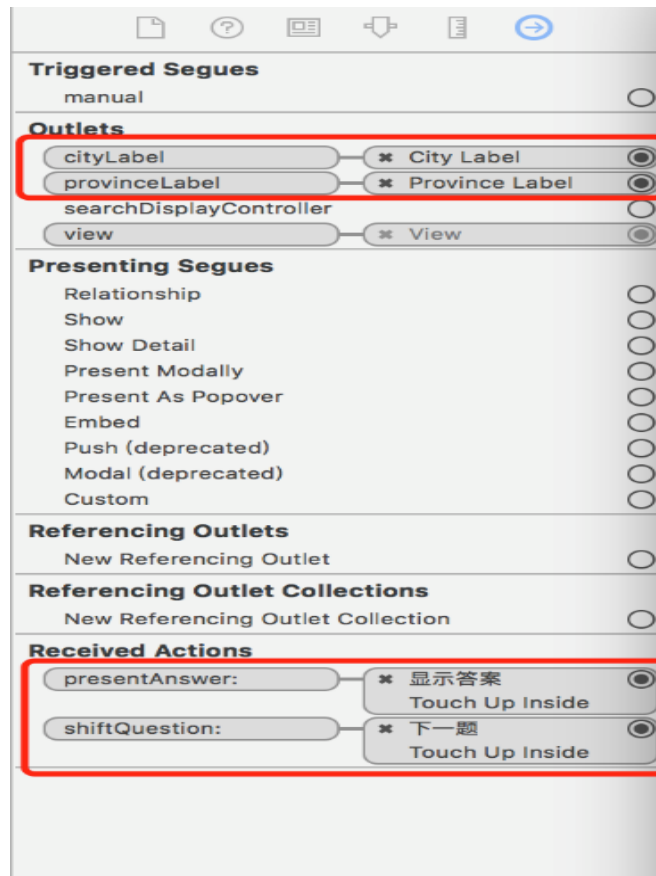 Triggered Segues
manual
Outlets
cityLabel × City Label
provinceLabel × Province Label
searchDisplayController
view × View
Presenting Segues
Relationship
Show
Show Detail
Present Modally
Present As Popover
Embed
Push (deprecated)
Modal (deprecated)
Custom
Referencing Outlets
New Referencing Outlet
Referencing Outlet Collections
New Referencing Outlet Collection
Received Actions
presentAnswer: × 显示答案
Touch Up Inside
shiftQuestion: × 下一题
Touch Up Inside